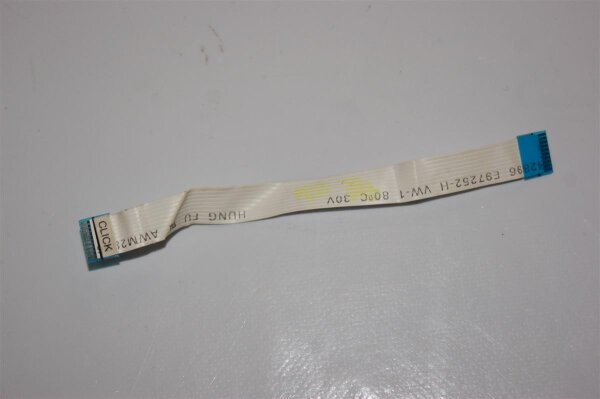 CLICK
HUNG FU AWM2
E97252-H VW-1 80°C 30V